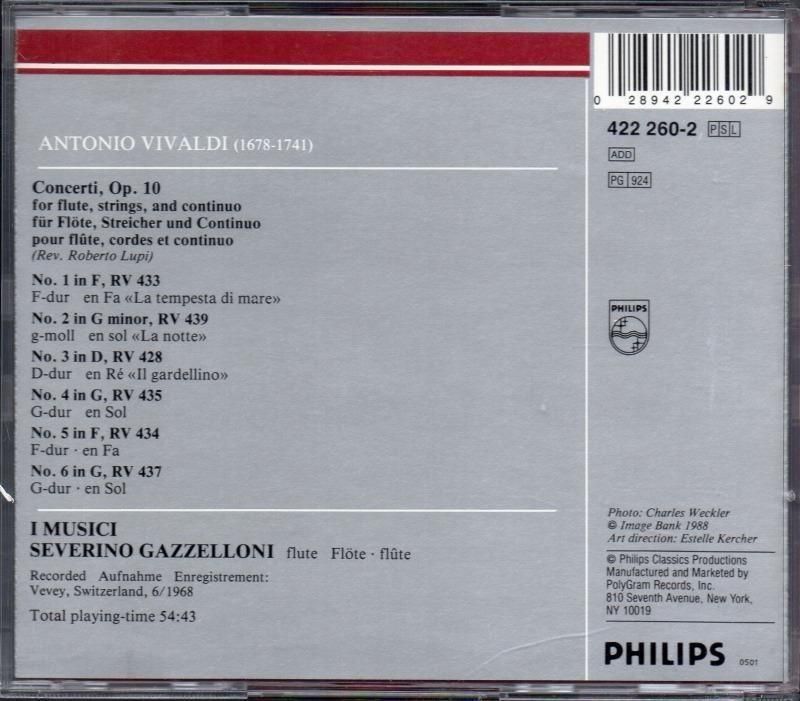 ANTONIO VIVALDI (1678-1741)
Concerti, Op. 10
for flute, strings, and continuo
für Flöte, Streicher und Continuo
pour flûte, cordes et continuo
(Rev. Roberto Lupi)
No. 1 in F, RV 433
F-dur en Fa «La tempesta di mare»
No. 2 in G minor, RV 439
g-moll en sol «La notte»
No. 3 in D, RV 428
D-dur en Ré «Il gardellino»
No. 4 in G, RV 435
G-dur en Sol
No. 5 in F, RV 434
F-dur · en Fa
No. 6 in G, RV 437
G-dur · en Sol
I MUSICI
SEVERINO GAZZELLONI flute Flöte · flûte
Recorded Aufnahme Enregistrement:
Vevey, Switzerland, 6/1968
Total playing-time 54:43
0 28942 22602 9
422 260-2 PSL
ADD
PG 924
PHILIPS
Photo: Charles Weckler
© Image Bank 1988
Art direction: Estelle Kercher
© Philips Classics Productions
Manufactured and Marketed by
PolyGram Records, Inc.
810 Seventh Avenue, New York,
NY 10019
PHILIPS 0501